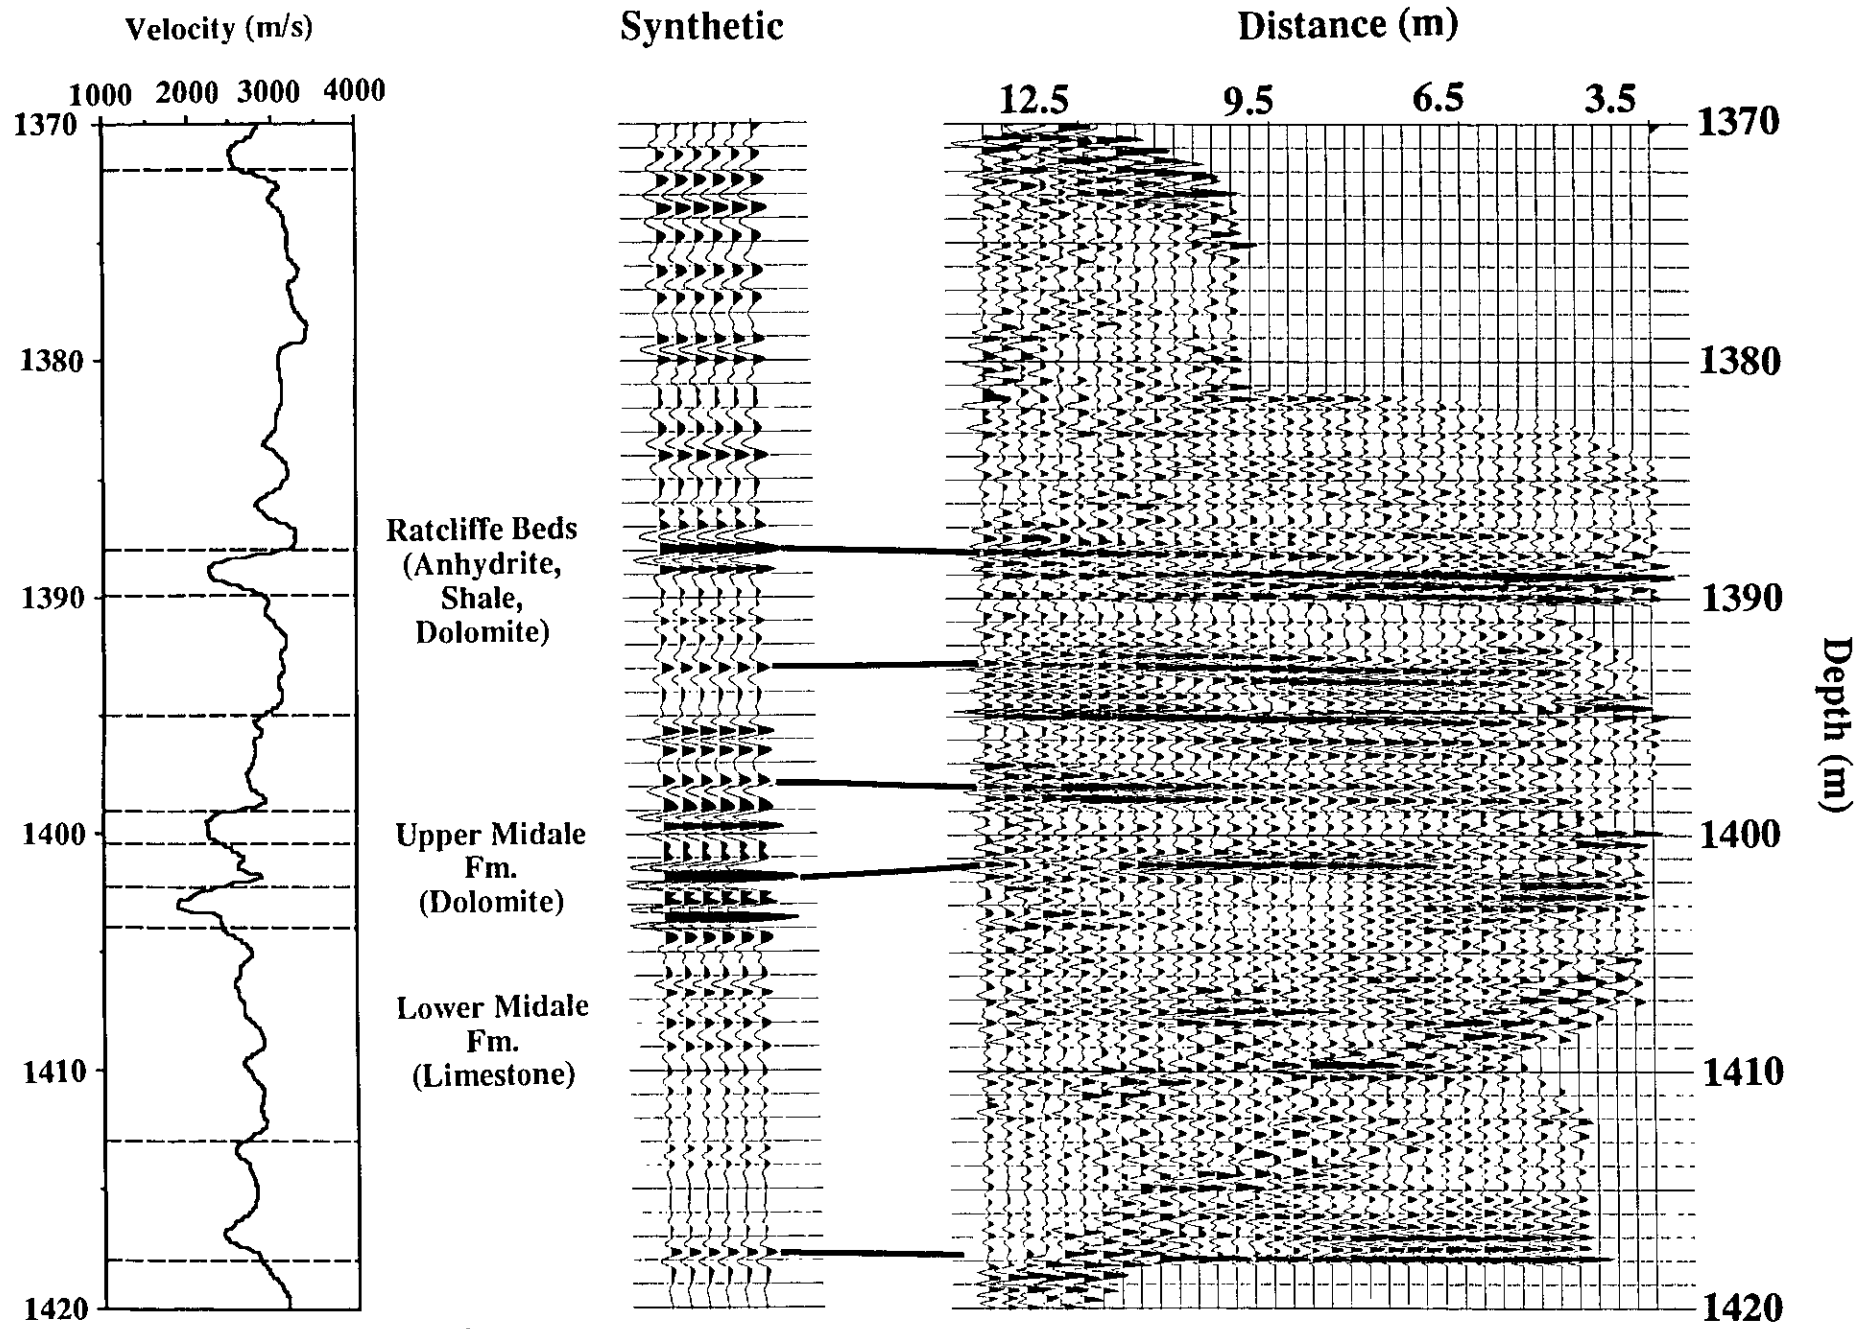 Velocity (m/s)
Synthetic
Distance (m)
1000 2000 3000 4000
12.5 9.5 6.5 3.5
1370
1370
1380
1380
Ratcliffe Beds
(Anhydrite,
Shale,
Dolomite)
1390
1390
Depth (m)
Upper Midale
Fm.
(Dolomite)
1400
1400
Lower Midale
Fm.
(Limestone)
1410
1410
1420
1420